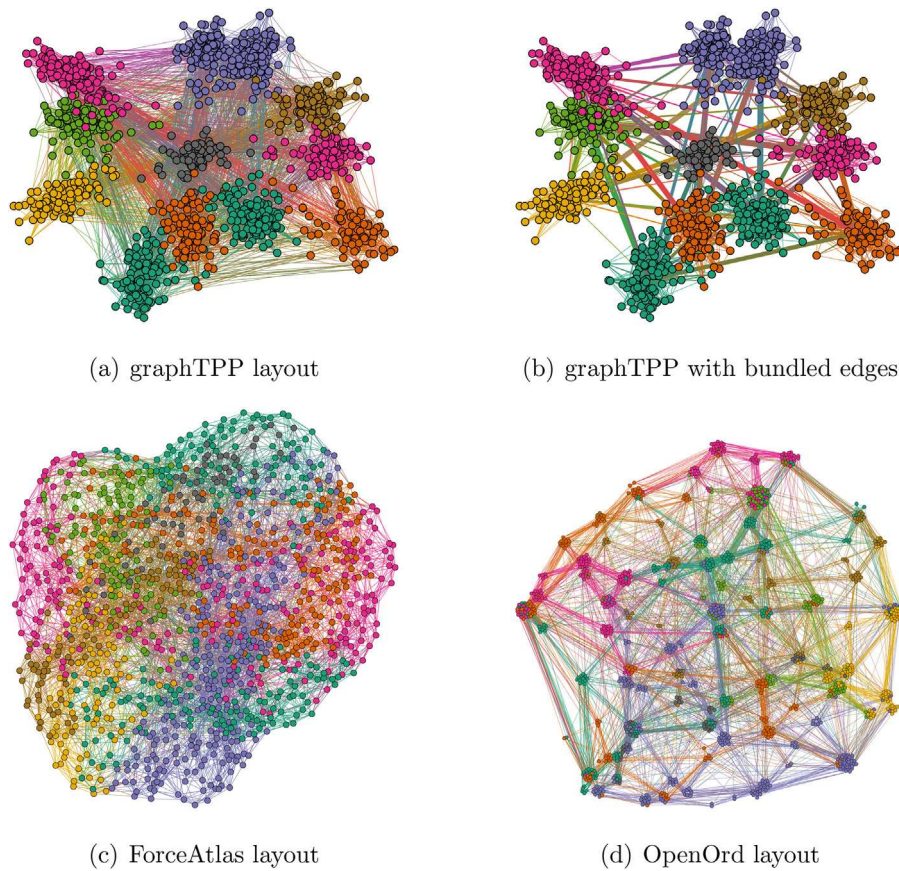 (a) graphTPP layout
(b) graphTPP with bundled edges
(c) ForceAtlas layout
(d) OpenOrd layout